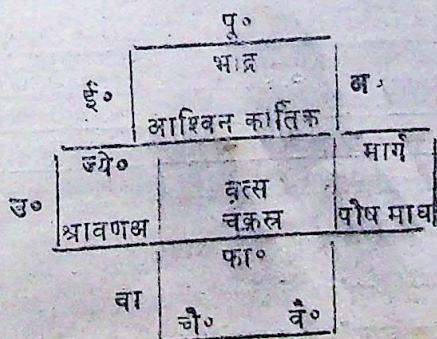 पू०
ई० भाद्र अ०
आश्विन कार्तिक
ज्ये० मार्ग
उ० वत्स
श्रावणअ चक्रस्र पोष माघ
फा०
वा चै० वै०